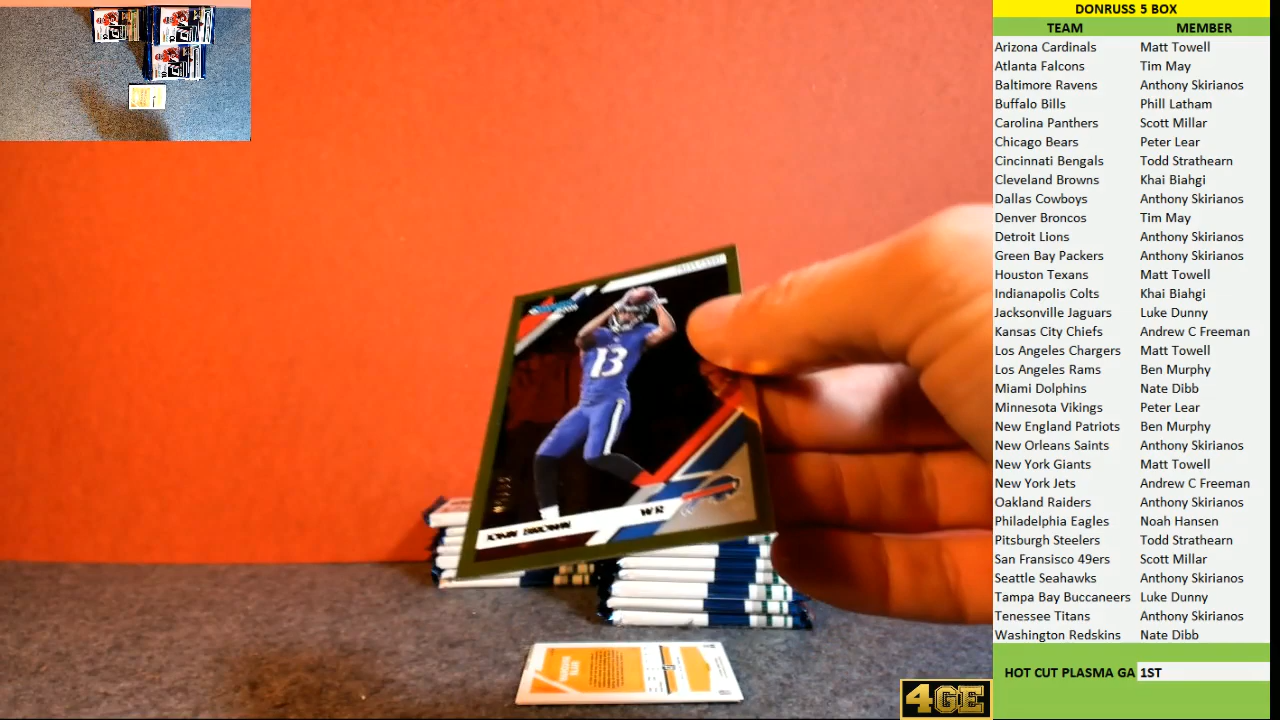 DONRUSS 5 BOX
TEAM MEMBER
Arizona Cardinals Matt Towell
Atlanta Falcons Tim May
Baltimore Ravens Anthony Skirianos
Buffalo Bills Phill Latham
Carolina Panthers Scott Millar
Chicago Bears Peter Lear
Cincinnati Bengals Todd Strathearn
Cleveland Browns Khai Biahgi
Dallas Cowboys Anthony Skirianos
Denver Broncos Tim May
Detroit Lions Anthony Skirianos
Green Bay Packers Anthony Skirianos
Houston Texans Matt Towell
Indianapolis Colts Khai Biahgi
Jacksonville Jaguars Luke Dunny
Kansas City Chiefs Andrew C Freeman
Los Angeles Chargers Matt Towell
Los Angeles Rams Ben Murphy
Miami Dolphins Nate Dibb
Minnesota Vikings Peter Lear
New England Patriots Ben Murphy
New Orleans Saints Anthony Skirianos
New York Giants Matt Towell
New York Jets Andrew C Freeman
Oakland Raiders Anthony Skirianos
Philadelphia Eagles Noah Hansen
Pitsburgh Steelers Todd Strathearn
San Fransisco 49ers Scott Millar
Seattle Seahawks Anthony Skirianos
Tampa Bay Buccaneers Luke Dunny
Tenessee Titans Anthony Skirianos
Washington Redskins Nate Dibb
HOT CUT PLASMA GA 1ST
4GE
13
JOHN BROWN WR